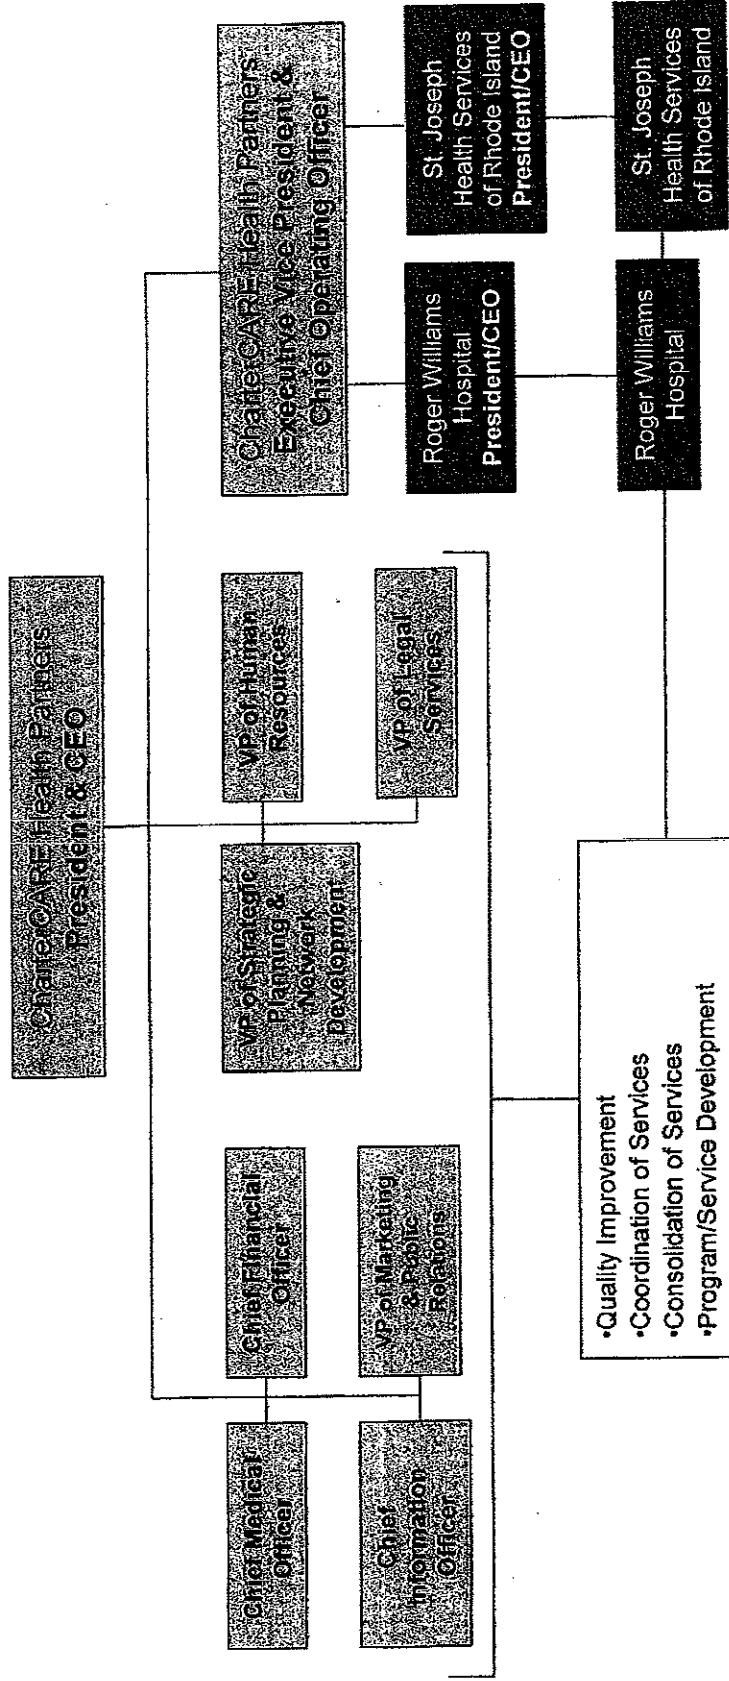 CharterCARE Health Partners
President & CEO
Chief Medical
Officer
Chief Financial
Officer
Chief
Information
Officer
VP of Marketing
& Public
Relations
VP of Strategic
Planning &
Network
Development
VP of Human
Resources
VP of Legal
Services
CharterCARE Health Partners
Executive Vice President &
Chief Operating Officer
Roger Williams
Hospital
President/CEO
St. Joseph
Health Services
of Rhode Island
President/CEO
Roger Williams
Hospital
St. Joseph
Health Services
of Rhode Island
•Quality Improvement
•Coordination of Services
•Consolidation of Services
•Program/Service Development